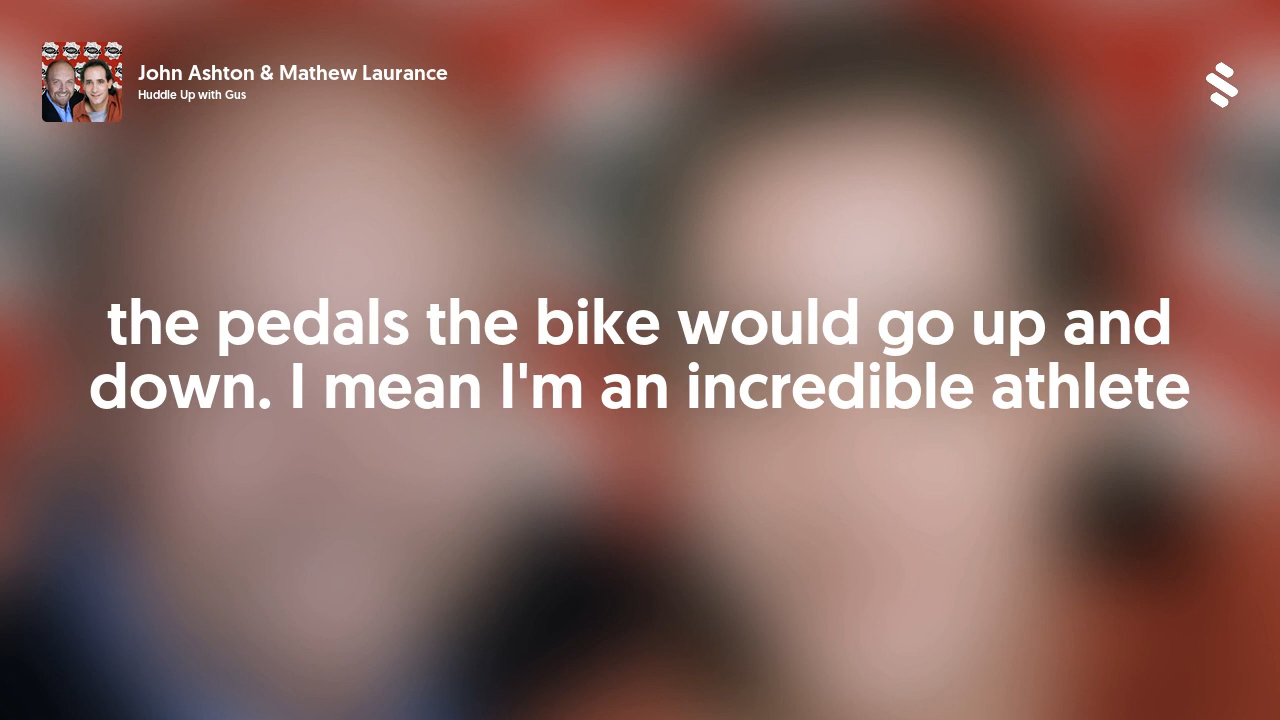 John Ashton & Mathew Laurance
Huddle Up with Gus
the pedals the bike would go up and
down. I mean I'm an incredible athlete